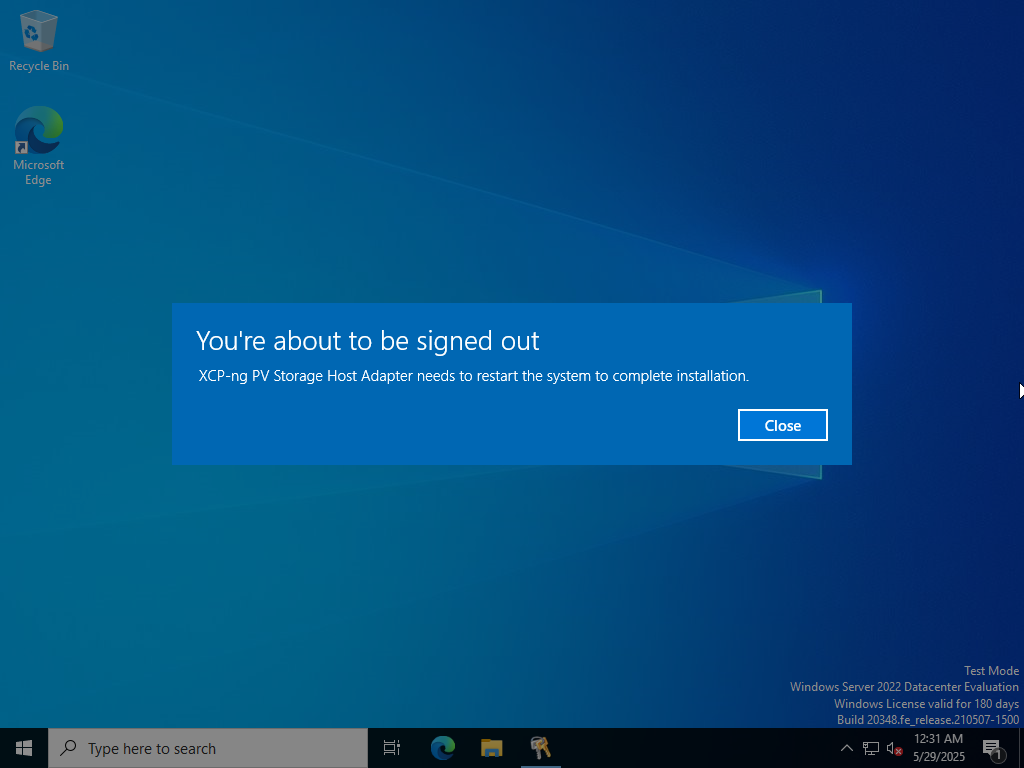 Recycle Bin
Microsoft
Edge
You're about to be signed out
XCP-ng PV Storage Host Adapter needs to restart the system to complete installation.
Close
Test Mode
Windows Server 2022 Datacenter Evaluation
Windows License valid for 180 days
Build 20348.fe_release.210507-1500
Type here to search
12:31 AM
5/29/2025
1